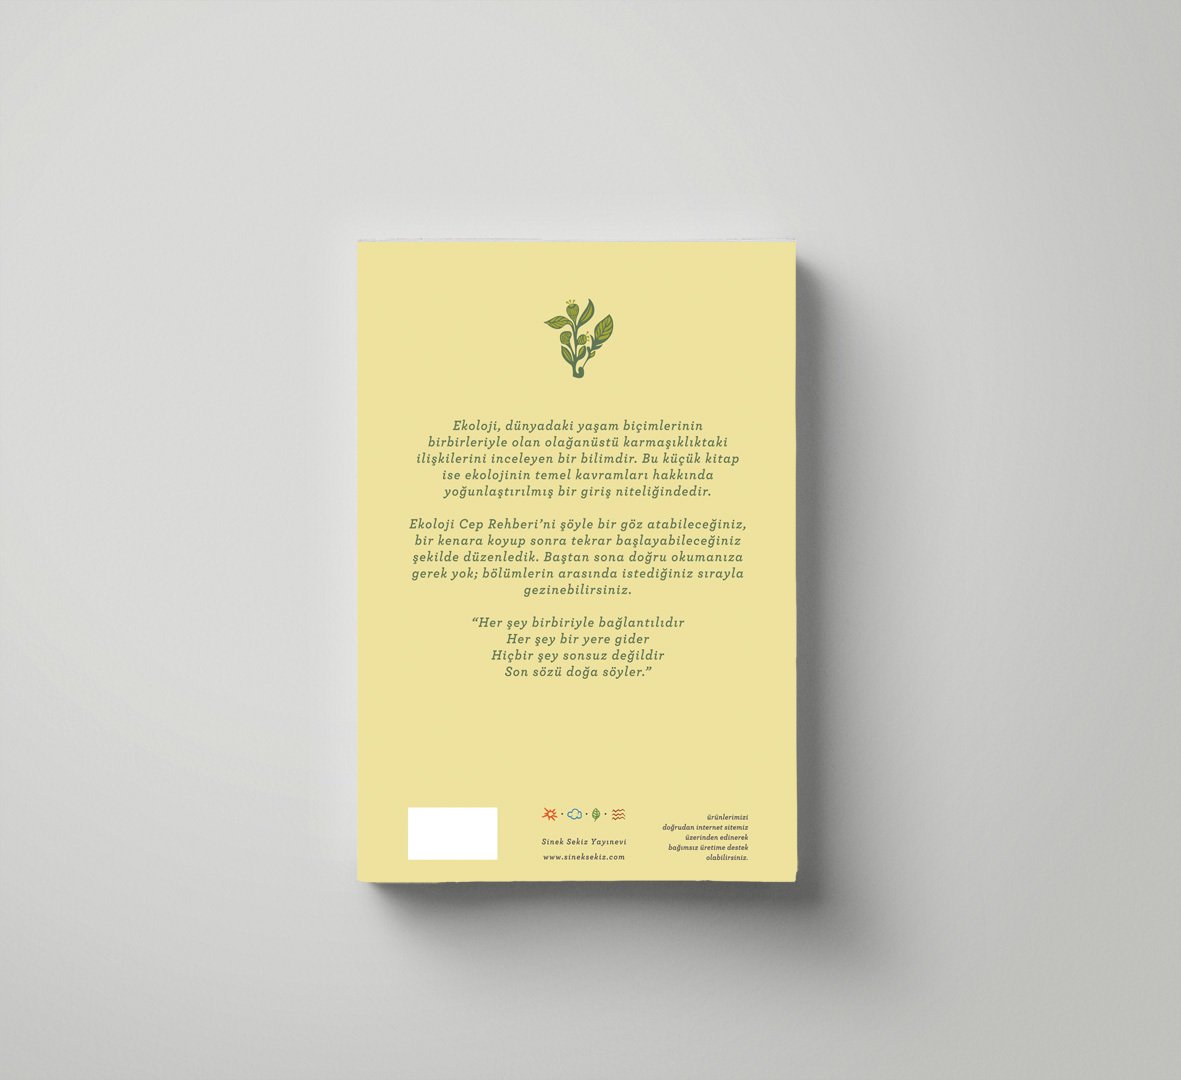 Ekoloji, dünyadaki yaşam biçimlerinin
birbirleriyle olan olağanüstü karmaşıklıktaki
ilişkilerini inceleyen bir bilimdir. Bu küçük kitap
ise ekolojinin temel kavramları hakkında
yoğunlaştırılmış bir giriş niteliğindedir.
Ekoloji Cep Rehberi’ni şöyle bir göz atabileceğiniz,
bir kenara koyup sonra tekrar başlayabileceğiniz
şekilde düzenledik. Baştan sona doğru okumanıza
gerek yok; bölümlerin arasında istediğiniz sırayla
gezinebilirsiniz.
“Her şey birbiriyle bağlantılıdır
Her şey bir yere gider
Hiçbir şey sonsuz değildir
Son sözü doğa söyler.”
Sinek Sekiz Yayınevi
www.sineksekiz.com
ürünlerimizi
doğrudan internet sitemiz
üzerinden edinerek
bağımsız üretime destek
olabilirsiniz.